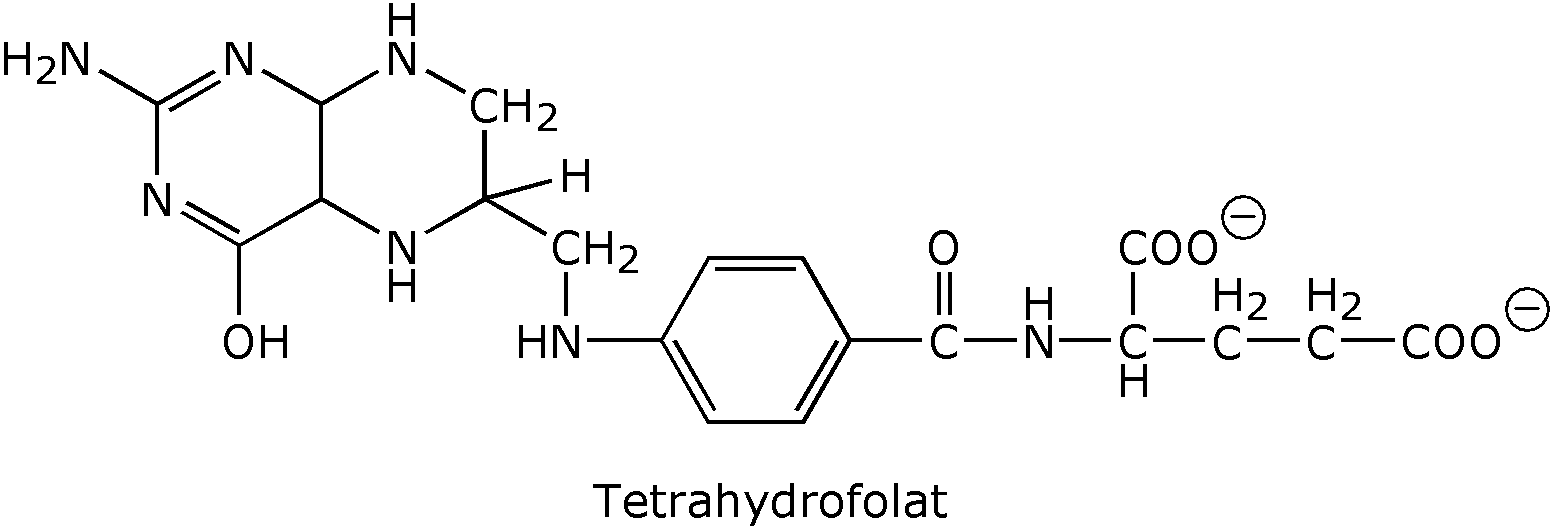 H
H₂N N N
CH₂
H
N
N
H
CH₂
O
COO⊖
H₂ H₂
H
OH
HN
C N C C C COO⊖
H
Tetrahydrofolat